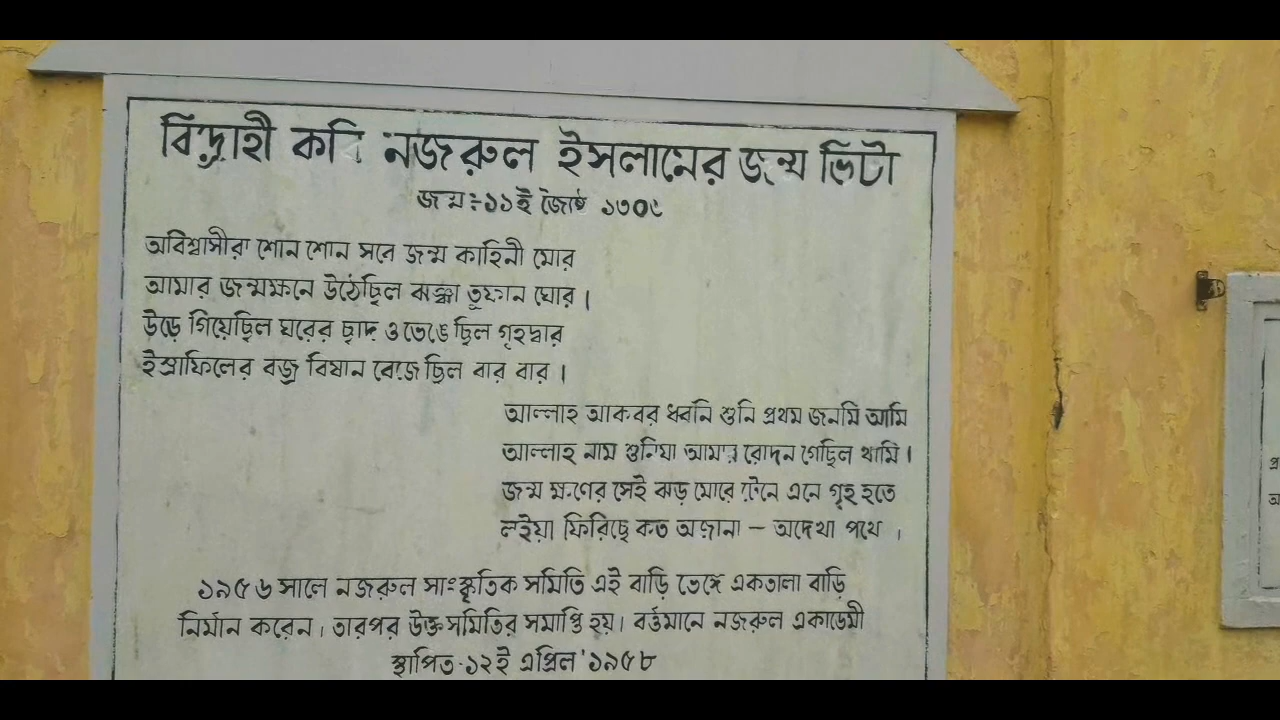 বিদ্রোহী কবি নজরুল ইসলামের জন্ম ভিটা
জন্ম ঃ ১১ই জ্যৈষ্ঠ ১৩০৫
অবিশ্বাসীরা শোন শোন সবে জন্ম কাহিনী মোর
আমার জন্মক্ষনে উঠেছিল ঝঞ্ঝা তূফান ঘোর।
উড়ে গিয়েছিল ঘরের ছাদ ও ভেঙে ছিল গৃহদ্বার
ইস্রাফিলের বজ্র বিষান বেজে ছিল বার বার।
আল্লাহ আকবর ধ্বনি শুনি প্রথম জনমি আমি
আল্লাহ নাম শুনিয়া আমার রোদন গেছিল থামি।
জন্ম ক্ষণের সেই ঝড় মোরে টেনে এনে গৃহ হতে
লইয়া ফিরিছে কত অজানা – অদেখা পথে।
১৯৫৬ সালে নজরুল সাংস্কৃতিক সমিতি এই বাড়ি ভেঙ্গে একতালা বাড়ি
নির্মান করেন। তারপর উক্ত সমিতির সমাপ্তি হয়। বর্তমানে নজরুল একাডেমী
স্থাপিত-১২ই এপ্রিল'১৯৫৮